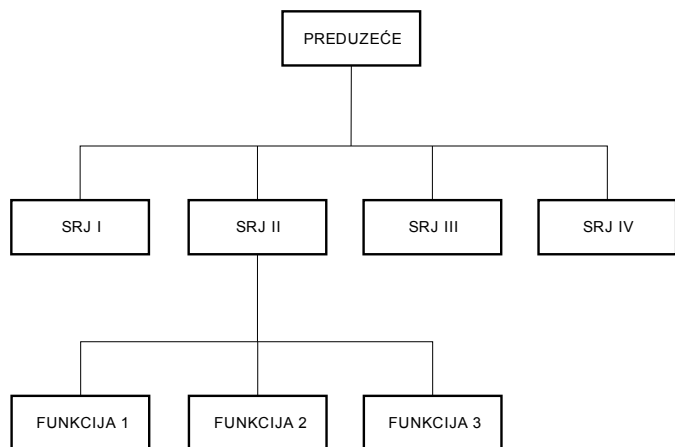 PREDUZEĆE
SRJ I
SRJ II
SRJ III
SRJ IV
FUNKCIJA 1
FUNKCIJA 2
FUNKCIJA 3